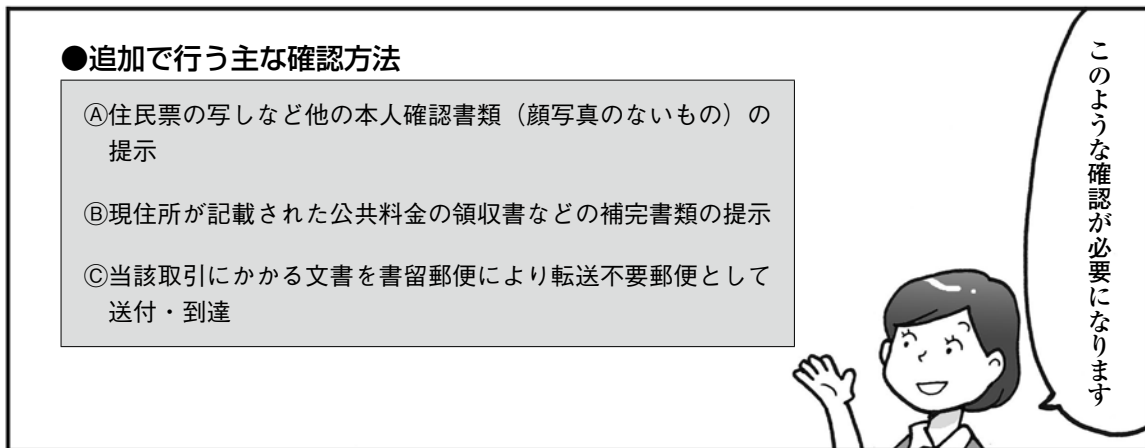 ●追加で行う主な確認方法
Ⓐ住民票の写しなど他の本人確認書類（顔写真のないもの）の
提示
Ⓑ現住所が記載された公共料金の領収書などの補完書類の提示
Ⓒ当該取引にかかる文書を書留郵便により転送不要郵便として
送付・到達
このような確認が必要になります